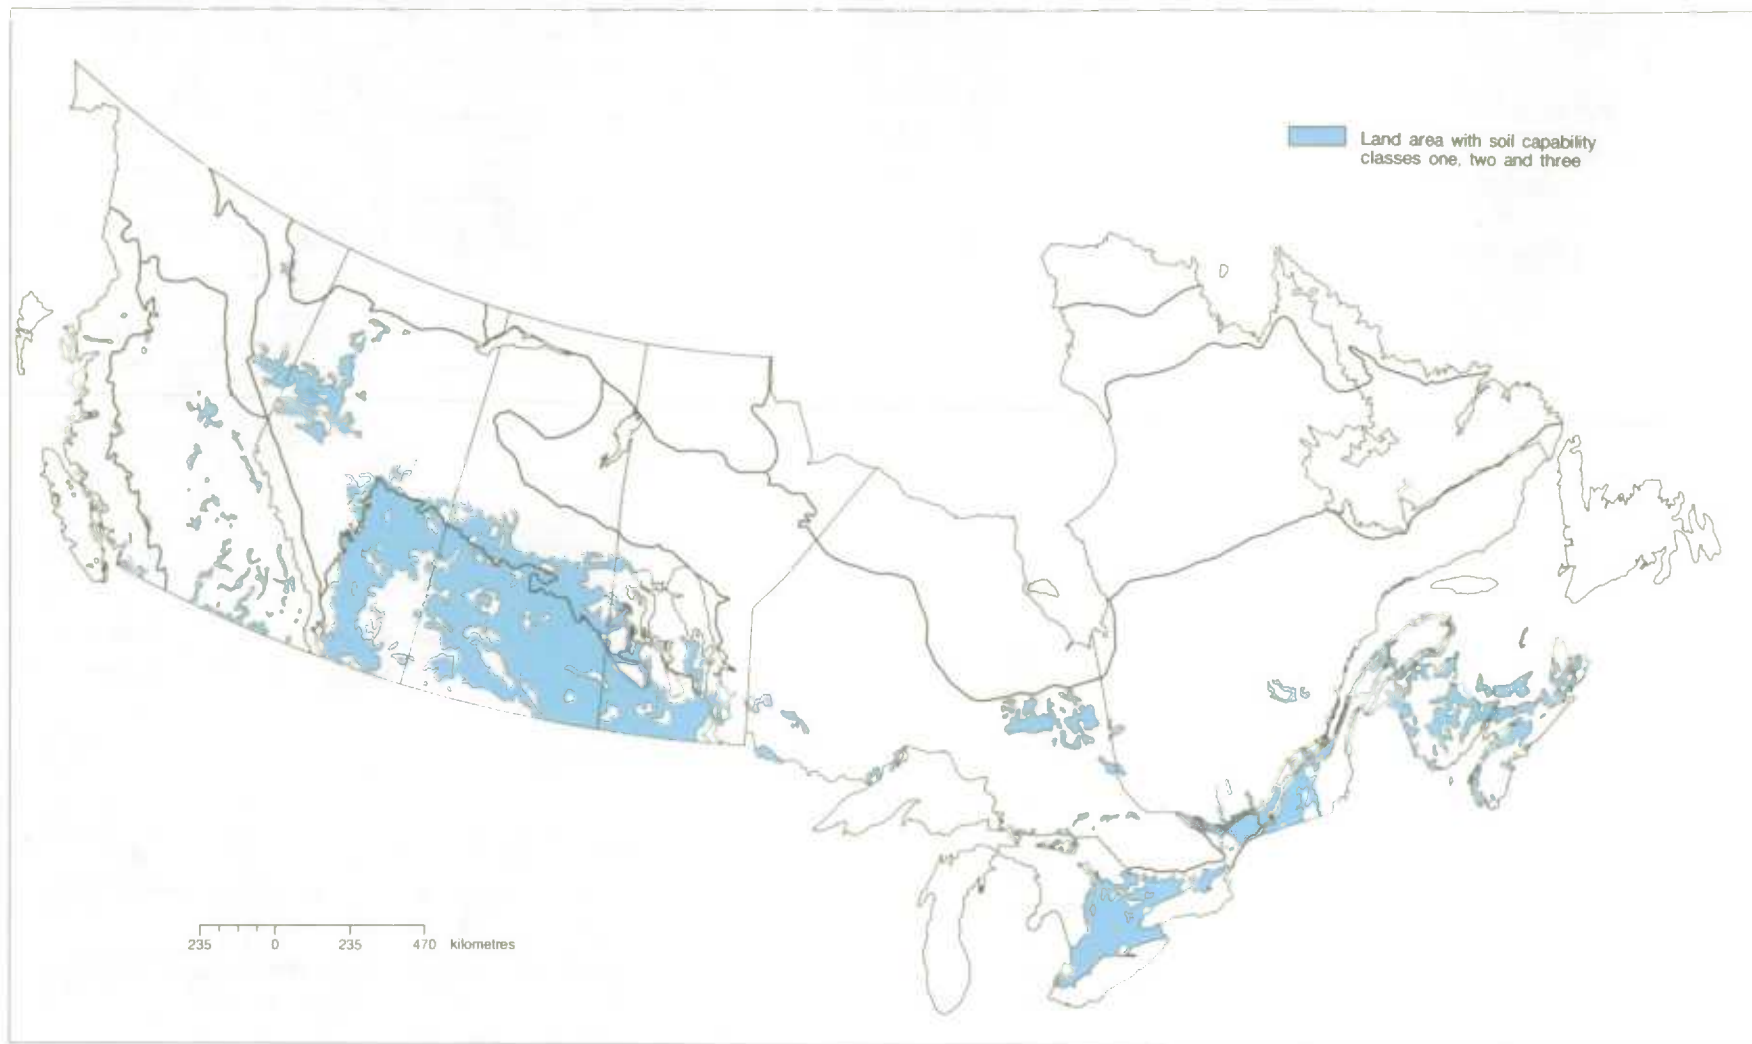 Land area with soil capability
classes one, two and three
235 0 235 470 kilometres